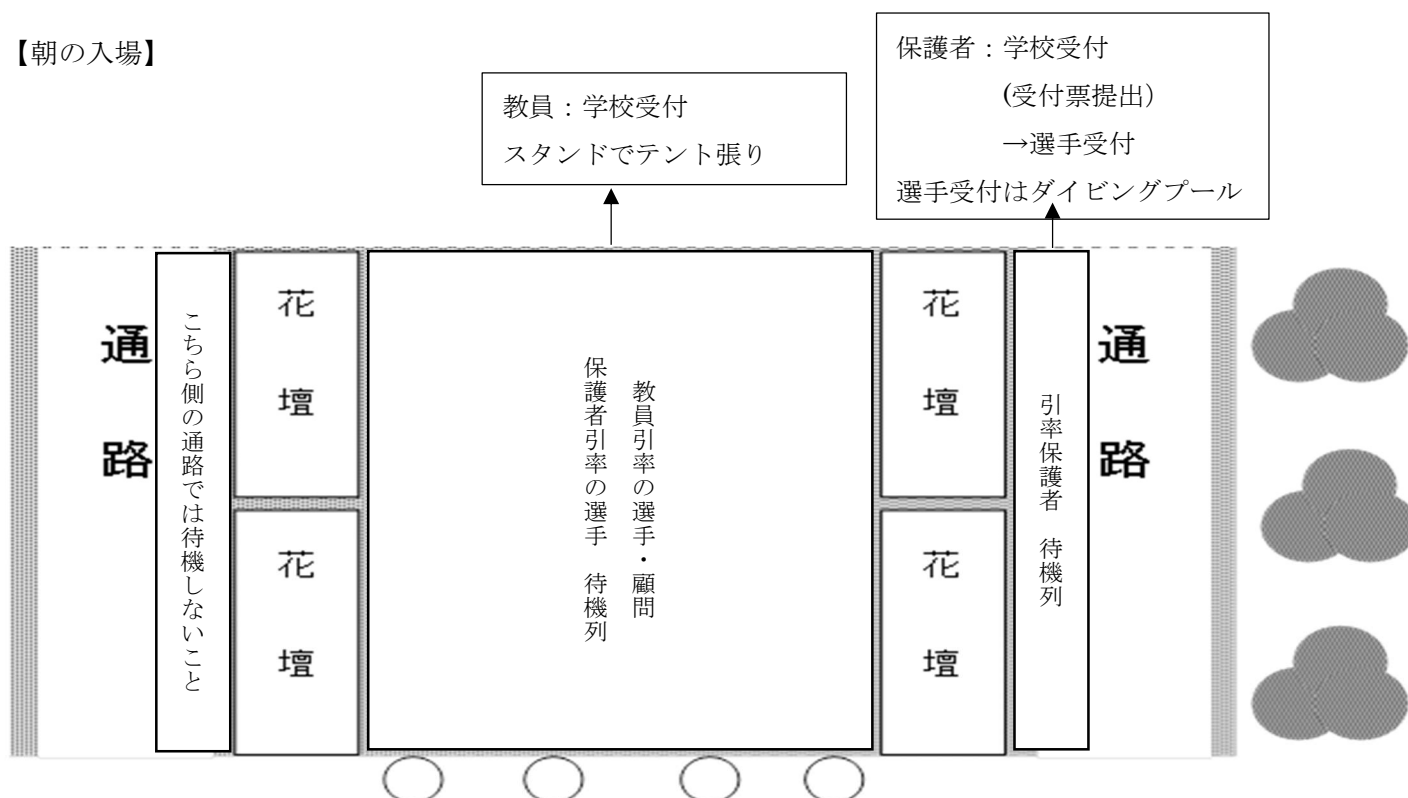 【朝の入場】
教員：学校受付
スタンドでテント張り
保護者：学校受付
(受付票提出）
→選手受付
選手受付はダイビングプール
通路
こちら側の通路では待機しないこと
花壇
花壇
教員引率の選手・顧問
保護者引率の選手　待機列
花壇
花壇
引率保護者　待機列
通路